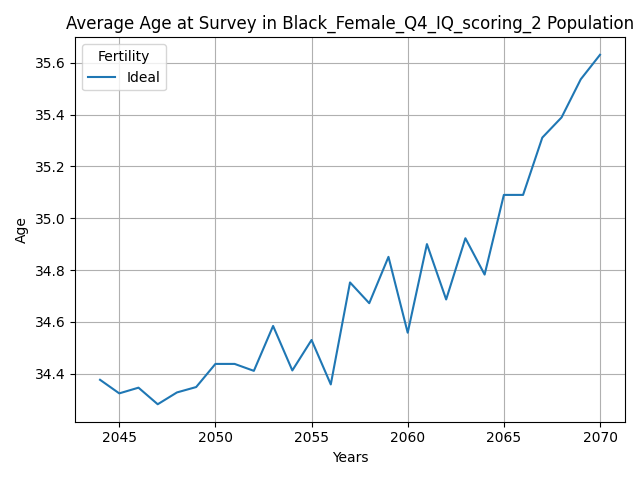 Average Age at Survey in Black_Female_Q4_IQ_scoring_2 Population
Fertility
Ideal
35.6
35.4
35.2
35.0
34.8
34.6
34.4
Age
2045 2050 2055 2060 2065 2070
Years